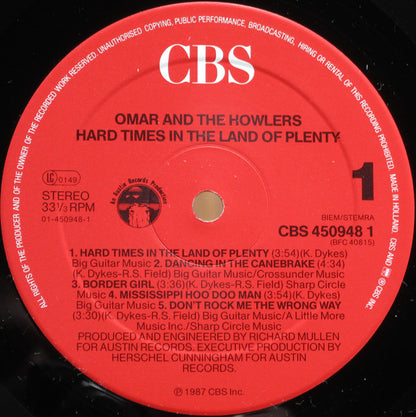 ALL RIGHTS OF THE PRODUCER AND OF THE OWNER OF THE RECORDED WORK RESERVED. UNAUTHORISED COPYING, PUBLIC PERFORMANCE, BROADCASTING, HIRING OR RENTAL OF THIS RECORD PROHIBITED. MADE IN HOLLAND.
CBS
OMAR AND THE HOWLERS
HARD TIMES IN THE LAND OF PLENTY
LC 0149
STEREO
33⅓ RPM
01-450948-1
An Austin Records Production
1
BIEM/STEMRA
CBS 450948 1
(BFC 40815)
1. HARD TIMES IN THE LAND OF PLENTY (3:54)(K. Dykes)
Big Guitar Music 2. DANCING IN THE CANEBRAKE (4:34)
(K. Dykes-R.S. Field) Big Guitar Music/Crossunder Music
3. BORDER GIRL (3:36)(K. Dykes-R.S. Field) Sharp Circle
Music 4. MISSISSIPPI HOO DOO MAN (3:54)(K. Dykes)
Big Guitar Music 5. DON'T ROCK ME THE WRONG WAY
(3:30)(K. Dykes) Big Guitar Music/A Little More
Music Inc./Sharp Circle Music
PRODUCED AND ENGINEERED BY RICHARD MULLEN
FOR AUSTIN RECORDS. EXECUTIVE PRODUCTION BY
HERSCHEL CUNNINGHAM FOR AUSTIN
RECORDS.
℗ 1987 CBS Inc.